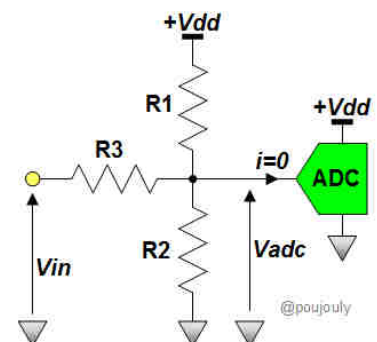 +Vdd
R1
+Vdd
R3
i=0
ADC
R2
Vin
Vadc
@poujouly